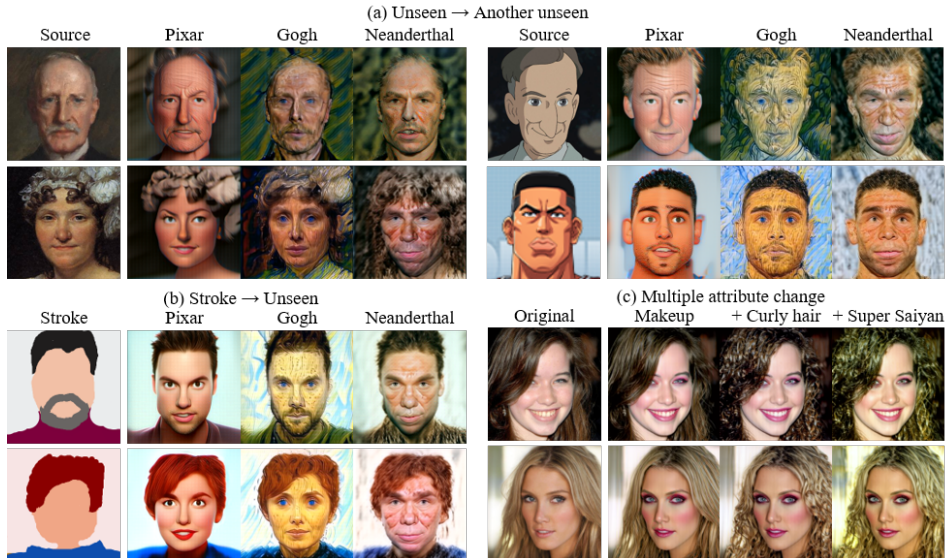 (a) Unseen → Another unseen
Source Pixar Gogh Neanderthal Source Pixar Gogh Neanderthal
(b) Stroke → Unseen
Stroke Pixar Gogh Neanderthal
(c) Multiple attribute change
Original Makeup + Curly hair + Super Saiyan